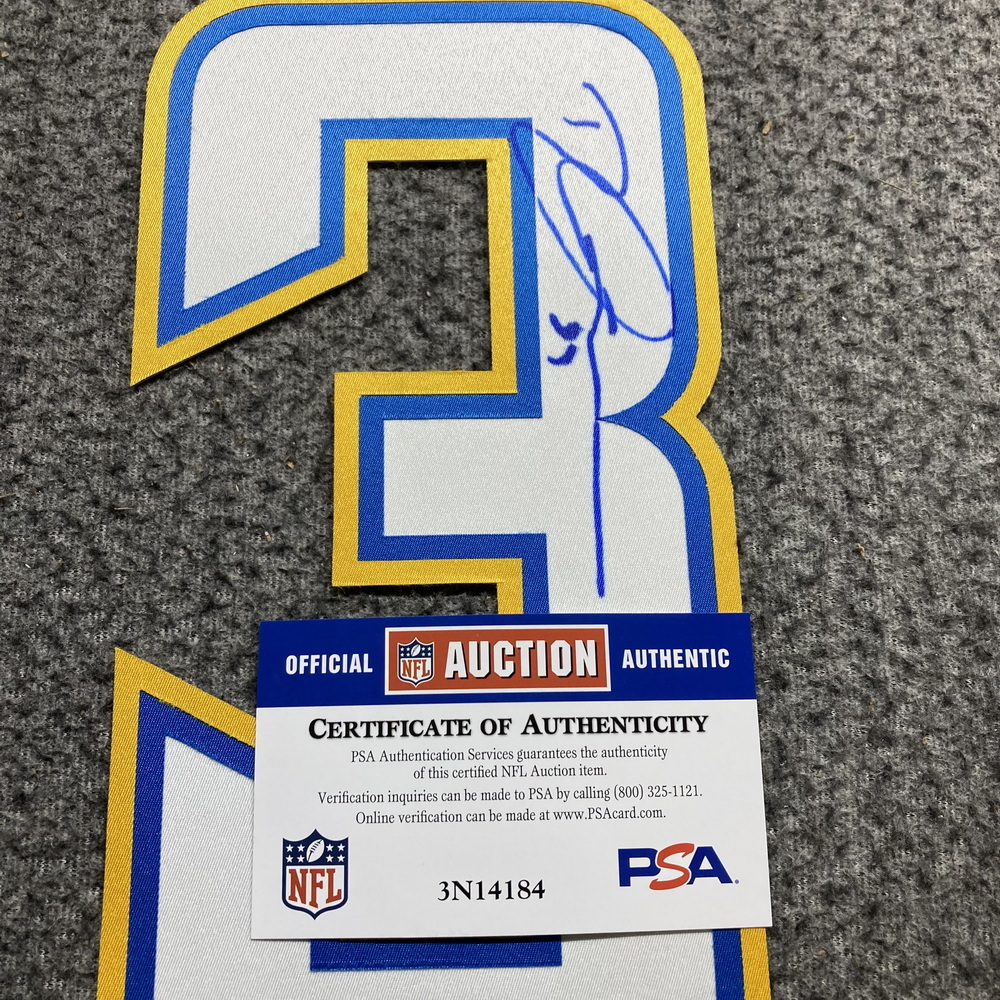 3
OFFICIAL NFL AUCTION AUTHENTIC
CERTIFICATE OF AUTHENTICITY
PSA Authentication Services guarantees the authenticity
of this certified NFL Auction item.
Verification inquiries can be made to PSA by calling (800) 325-1121.
Online verification can be made at www.PSAcard.com.
NFL
3N14184
PSA